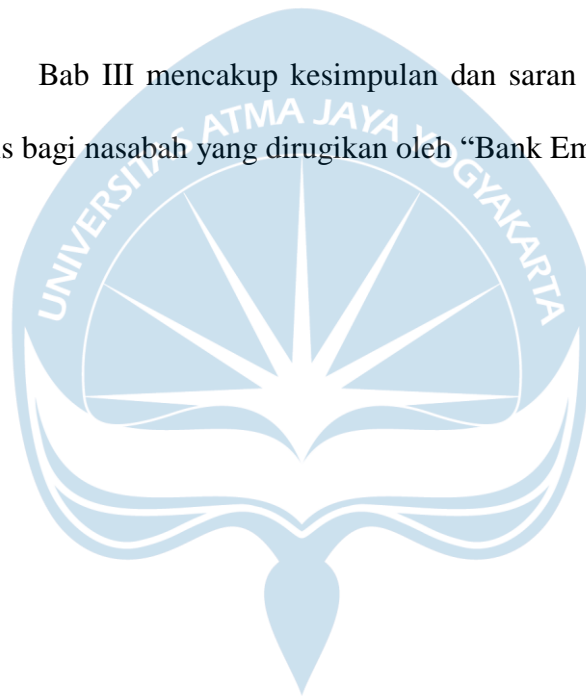 Bab III mencakup kesimpulan dan saran
s bagi nasabah yang dirugikan oleh “Bank Em
UNIVERSITAS ATMA JAYA YOGYAKARTA